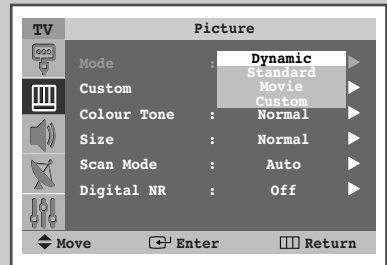 TV Picture
Mode : Dynamic
Standard
Movie
Custom
Custom
Colour Tone : Normal
Size : Normal
Scan Mode : Auto
Digital NR : Off
Move Enter Return